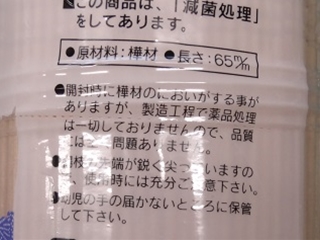 この商品は、「減菌処理」
をしてあります。
●原材料:樺材 ●長さ:65m/m
●開封時に樺材のにおいがする事が
ありますが、製造工程で薬品処理
は一切しておりませんので、品質
には 問題ありません。
●小枝の先端が鋭く尖っていますの
で、使用時には充分ご注意下さい。
●幼児の手の届かないところに保管
して下さい。